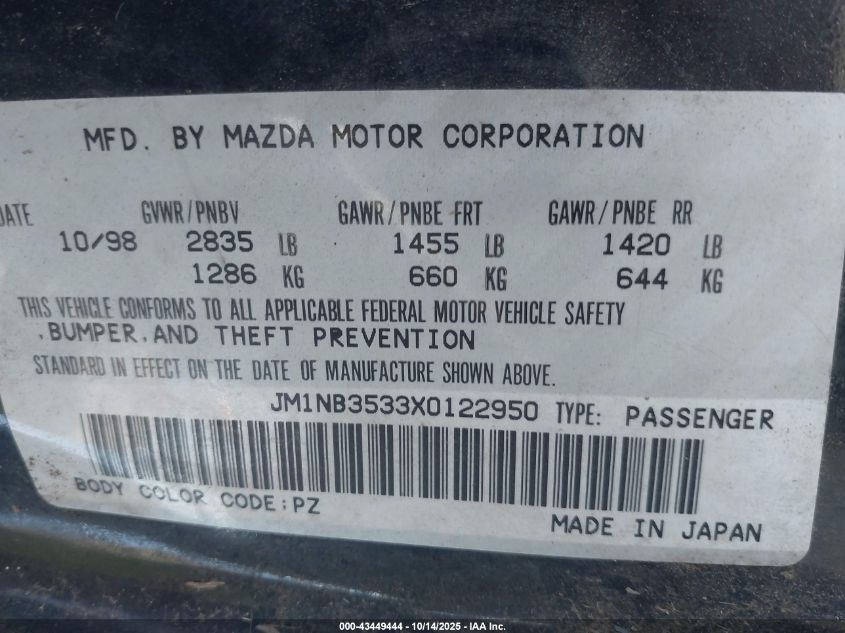 MFD. BY MAZDA MOTOR CORPORATION
DATE GVWR/PNBV GAWR/PNBE FRT GAWR/PNBE RR
10/98 2835 LB 1455 LB 1420 LB
1286 KG 660 KG 644 KG
THIS VEHICLE CONFORMS TO ALL APPLICABLE FEDERAL MOTOR VEHICLE SAFETY
,BUMPER,AND THEFT PREVENTION
STANDARD IN EFFECT ON THE DATE OF MANUFACTURE SHOWN ABOVE.
JM1NB3533X0122950 TYPE: PASSENGER
BODY COLOR CODE:PZ
MADE IN JAPAN
000-43449444 - 10/14/2025 - IAA Inc.